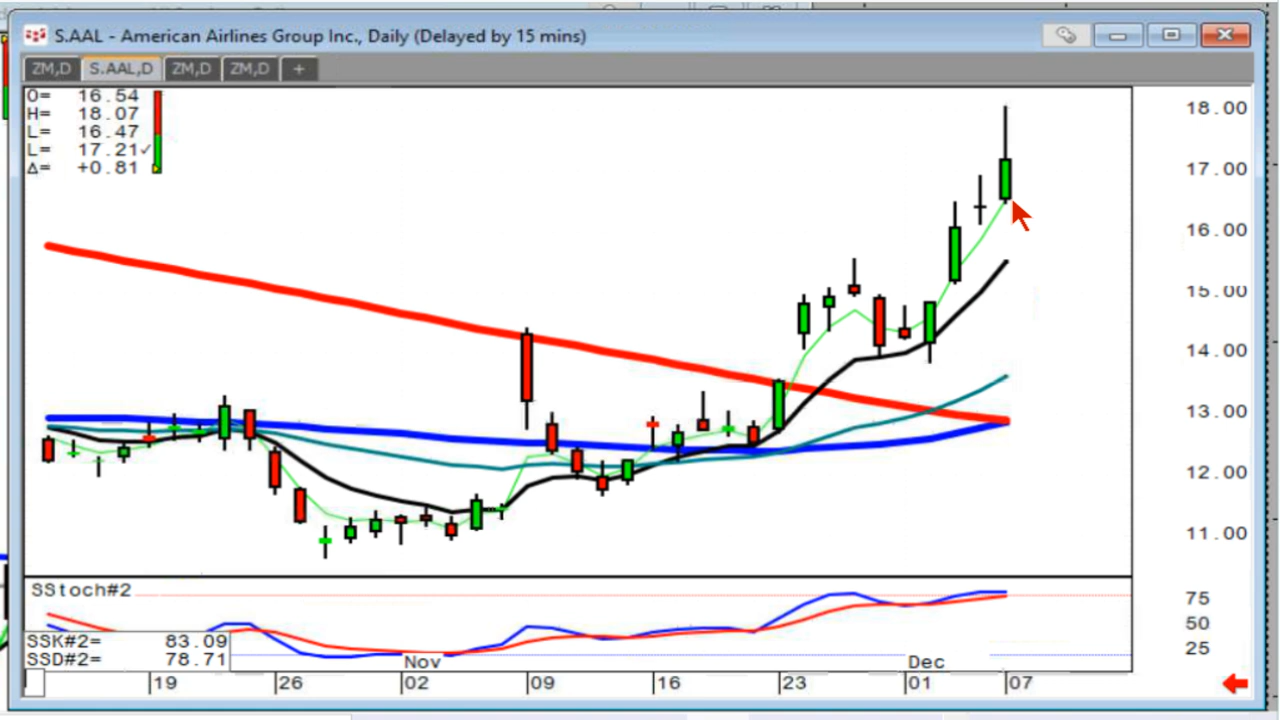 S.AAL - American Airlines Group Inc., Daily (Delayed by 15 mins)
ZM,D S.AAL,D ZM,D ZM,D +
O= 16.54
H= 18.07
L= 16.47
L= 17.21✓
Δ= +0.81
18.00
17.00
16.00
15.00
14.00
13.00
12.00
11.00
SStoch#2
75
50
25
SSK#2= 83.09
SSD#2= 78.71
Nov Dec
19 26 02 09 16 23 01 07